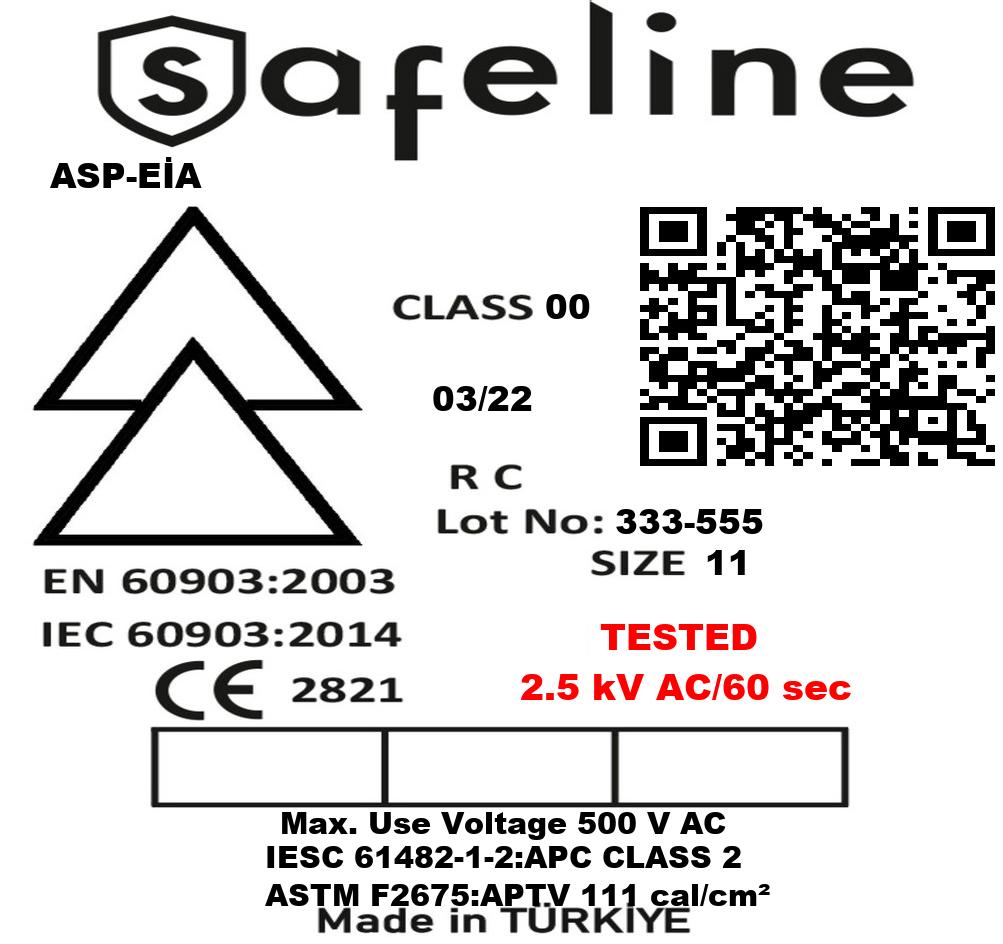 Safeline
ASP-EİA
CLASS 00
03/22
R C
Lot No: 333-555
SIZE 11
EN 60903:2003
IEC 60903:2014
TESTED
CE 2821
2.5 kV AC/60 sec
Max. Use Voltage 500 V AC
IESC 61482-1-2:APC CLASS 2
ASTM F2675:APTV 111 cal/cm²
Made in TÜRKİYE